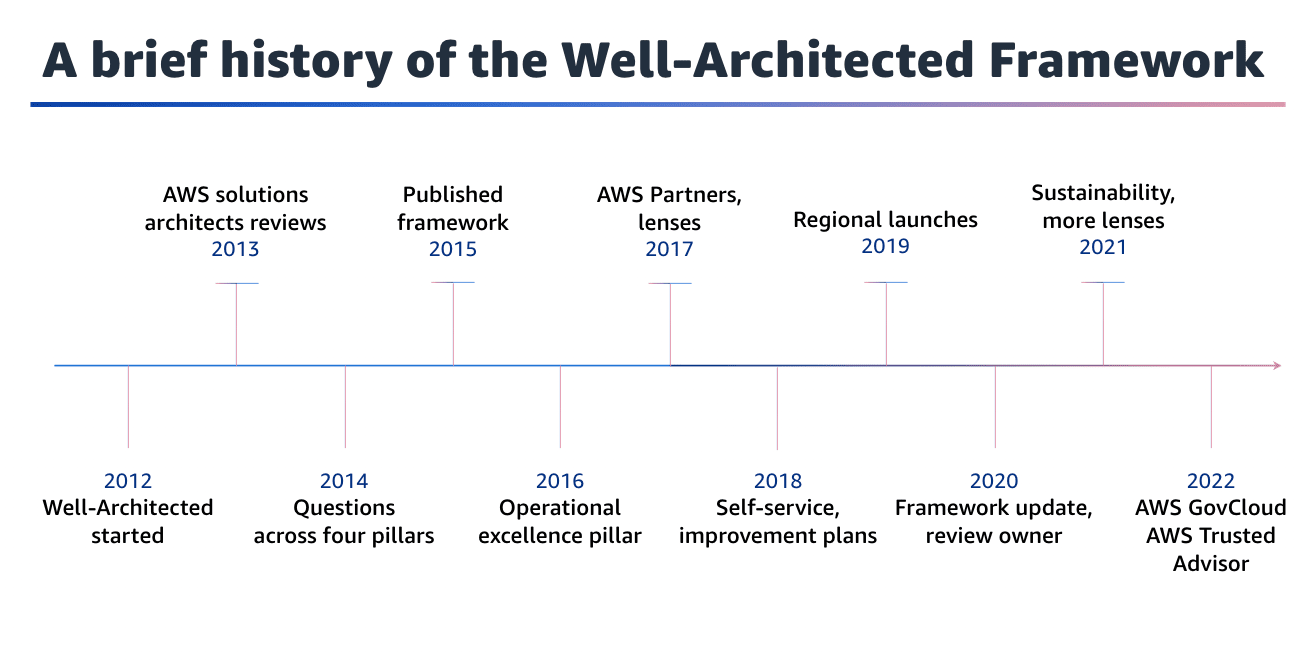 A brief history of the Well-Architected Framework
AWS solutions
architects reviews
2013
Published
framework
2015
AWS Partners,
lenses
2017
Regional launches
2019
Sustainability,
more lenses
2021
2012
Well-Architected
started
2014
Questions
across four pillars
2016
Operational
excellence pillar
2018
Self-service,
improvement plans
2020
Framework update,
review owner
2022
AWS GovCloud
AWS Trusted
Advisor